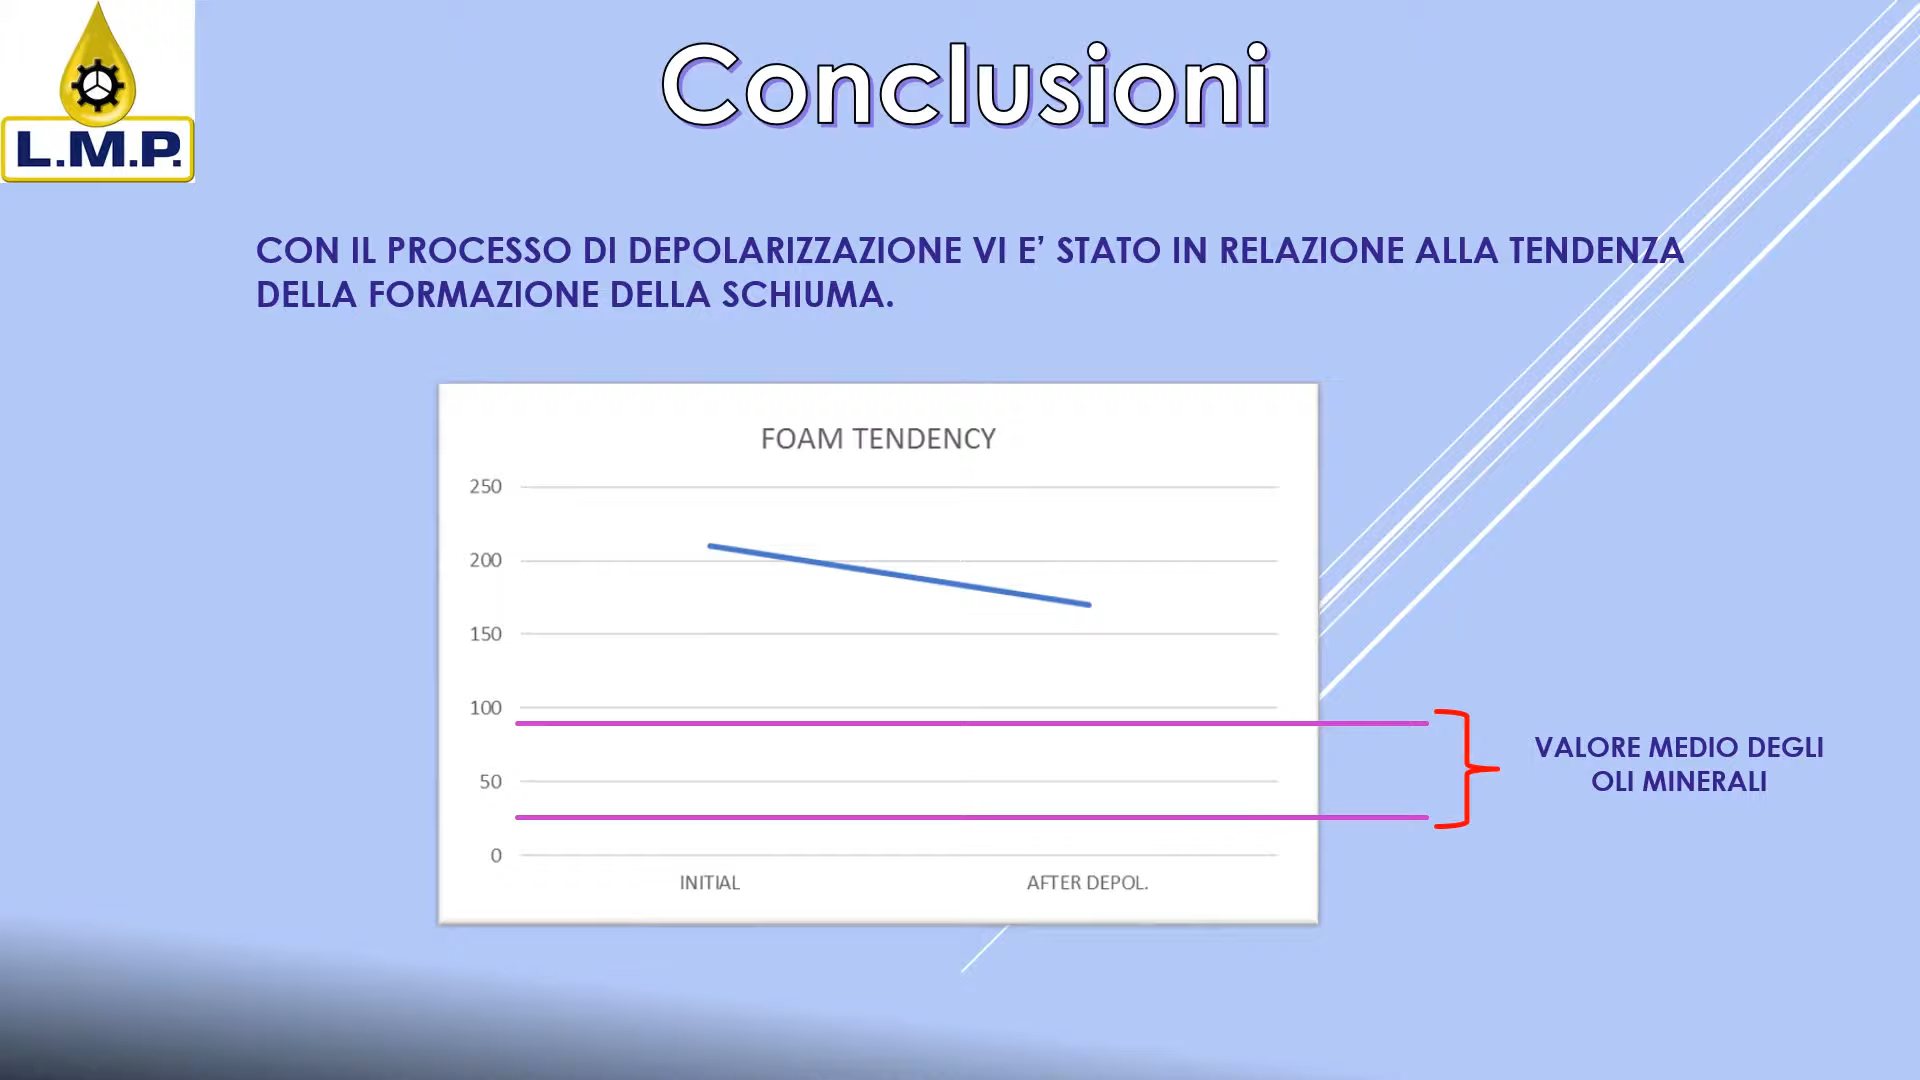 L.M.P.
Conclusioni
CON IL PROCESSO DI DEPOLARIZZAZIONE VI E’ STATO IN RELAZIONE ALLA TENDENZA
DELLA FORMAZIONE DELLA SCHIUMA.
FOAM TENDENCY
250
200
150
100
50
0
INITIAL
AFTER DEPOL.
VALORE MEDIO DEGLI
OLI MINERALI